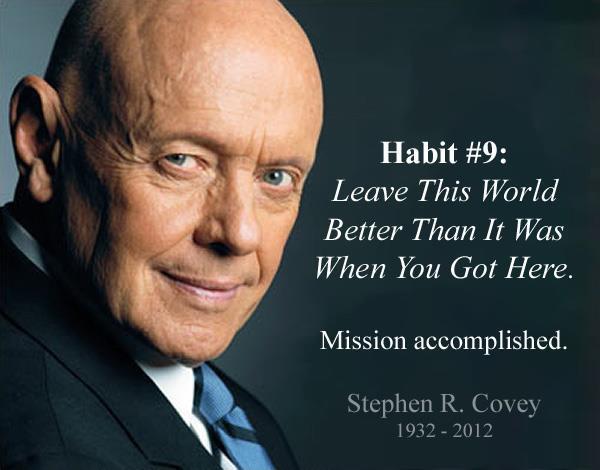 Habit #9:
Leave This World
Better Than It Was
When You Got Here.
Mission accomplished.
Stephen R. Covey
1932 - 2012